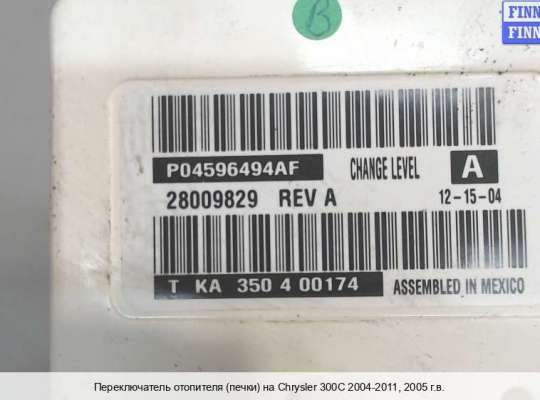 B
FINN
FINN
P04596494AF CHANGE LEVEL A
28009829 REV A 12-15-04
T KA 350 4 00174 ASSEMBLED IN MEXICO
Переключатель отопителя (печки) на Chrysler 300C 2004-2011, 2005 г.в.